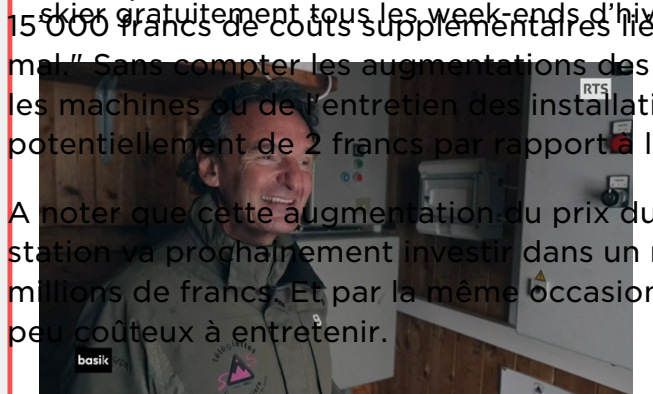 skier gratuitement tous les week-ends d'hiv
15'000 francs de coûts supplémentaires lié
mal." Sans compter les augmentations des
RTS
les machines ou de l'entretien des installati
potentiellement de 2 francs par rapport à l
A noter que cette augmentation du prix du
station va prochainement investir dans un
millions de francs. Et par la même occasion
peu coûteux à entretenir.
basik